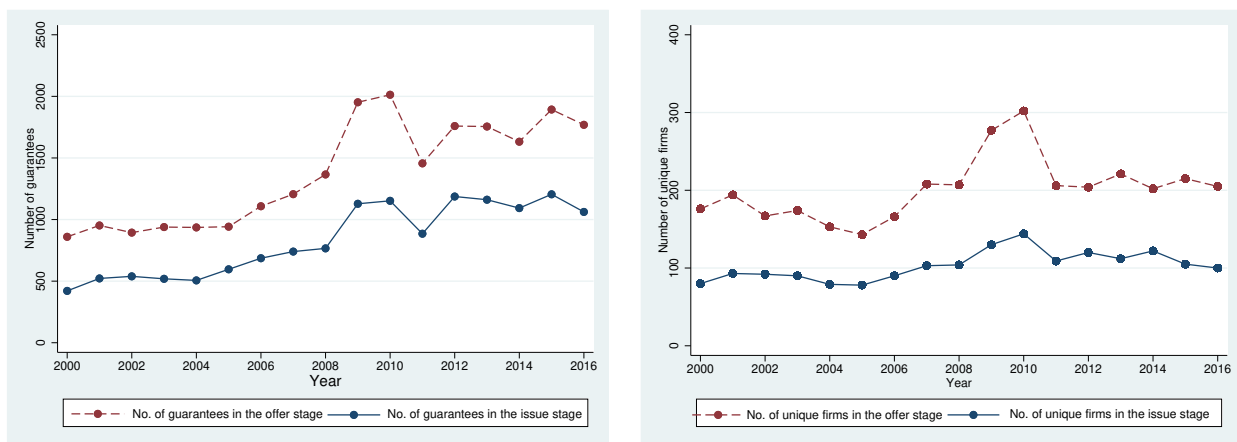 Number of guarantees
2500
2000
1500
1000
500
0
2000 2002 2004 2006 2008 2010 2012 2014 2016
Year
No. of guarantees in the offer stage No. of guarantees in the issue stage
Number of unique firms
400
300
200
100
0
2000 2002 2004 2006 2008 2010 2012 2014 2016
Year
No. of unique firms in the offer stage No. of unique firms in the issue stage